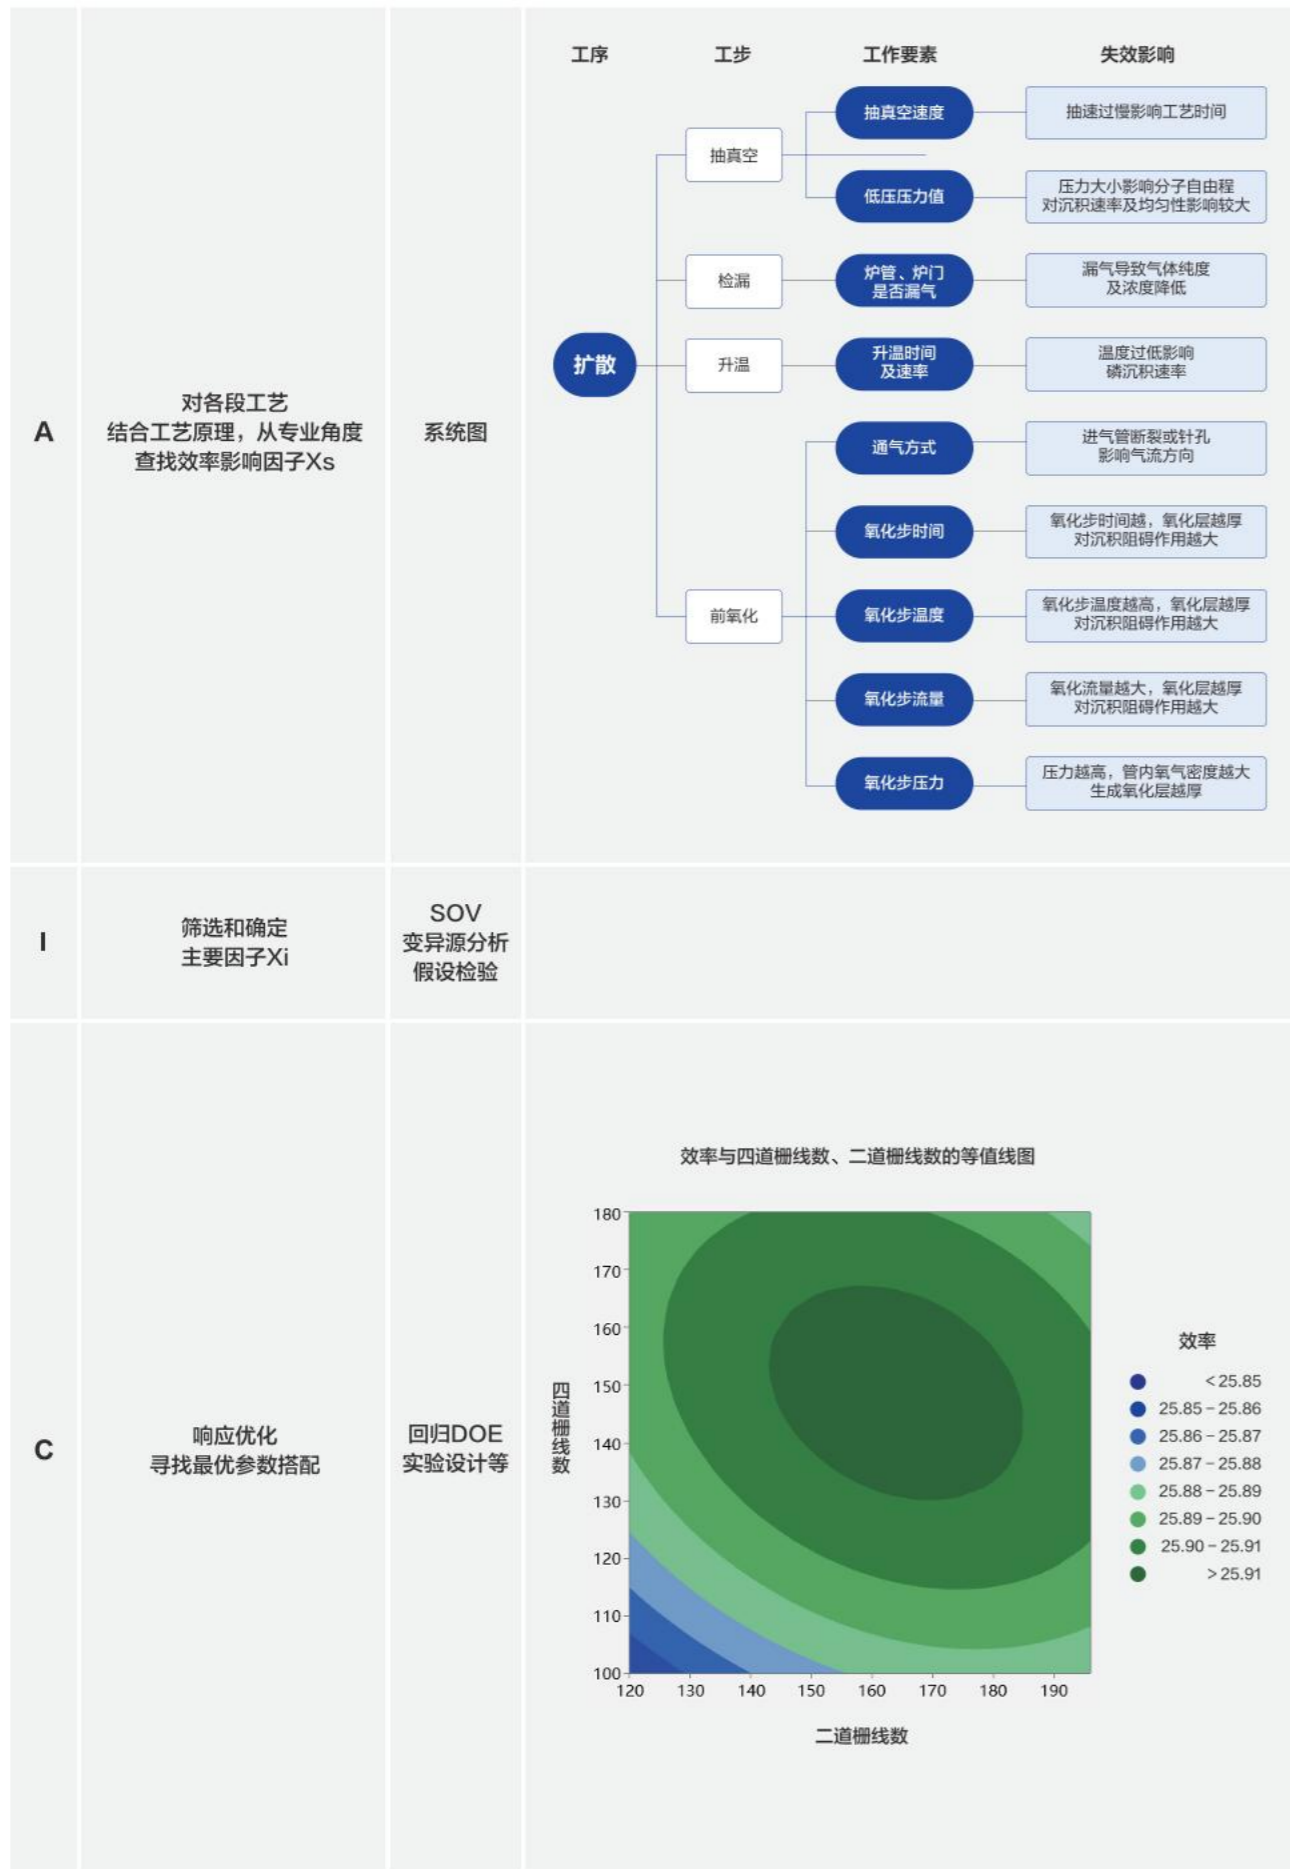 A
对各段工艺
结合工艺原理，从专业角度
查找效率影响因子Xs
系统图
工序
工步
工作要素
失效影响
扩散
抽真空
抽真空速度
抽速过慢影响工艺时间
低压压力值
压力大小影响分子自由程
对沉积速率及均匀性影响较大
检漏
炉管、炉门
是否漏气
漏气导致气体纯度
及浓度降低
升温
升温时间
及速率
温度过低影响
磷沉积速率
前氧化
通气方式
进气管断裂或针孔
影响气流方向
氧化步时间
氧化步时间越，氧化层越厚
对沉积阻碍作用越大
氧化步温度
氧化步温度越高，氧化层越厚
对沉积阻碍作用越大
氧化步流量
氧化流量越大，氧化层越厚
对沉积阻碍作用越大
氧化步压力
压力越高，管内氧气密度越大
生成氧化层越厚
I
筛选和确定
主要因子Xi
SOV
变异源分析
假设检验
C
响应优化
寻找最优参数搭配
回归DOE
实验设计等
效率与四道栅线数、二道栅线数的等值线图
四道栅线数
180
170
160
150
140
130
120
110
100
120 130 140 150 160 170 180 190
二道栅线数
效率
<25.85
25.85–25.86
25.86–25.87
25.87–25.88
25.88–25.89
25.89–25.90
25.90–25.91
>25.91